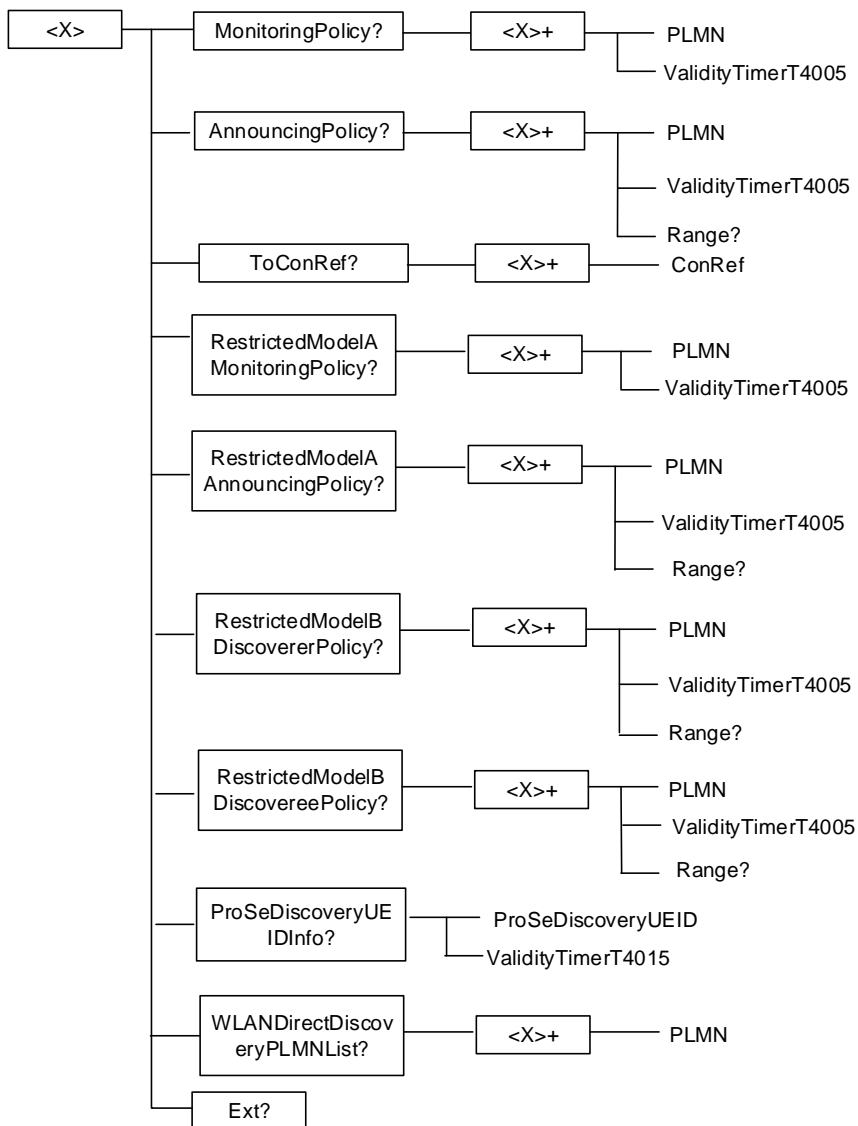 <X>
MonitoringPolicy?
<X>+
PLMN
ValidityTimerT4005
AnnouncingPolicy?
<X>+
PLMN
ValidityTimerT4005
Range?
ToConRef?
<X>+
ConRef
RestrictedModelA
MonitoringPolicy?
<X>+
PLMN
ValidityTimerT4005
RestrictedModelA
AnnouncingPolicy?
<X>+
PLMN
ValidityTimerT4005
Range?
RestrictedModelB
DiscovererPolicy?
<X>+
PLMN
ValidityTimerT4005
Range?
RestrictedModelB
DiscovereePolicy?
<X>+
PLMN
ValidityTimerT4005
Range?
ProSeDiscoveryUE
IDInfo?
ProSeDiscoveryUEID
ValidityTimerT4015
WLANDirectDiscov
eryPLMNList?
<X>+
PLMN
Ext?